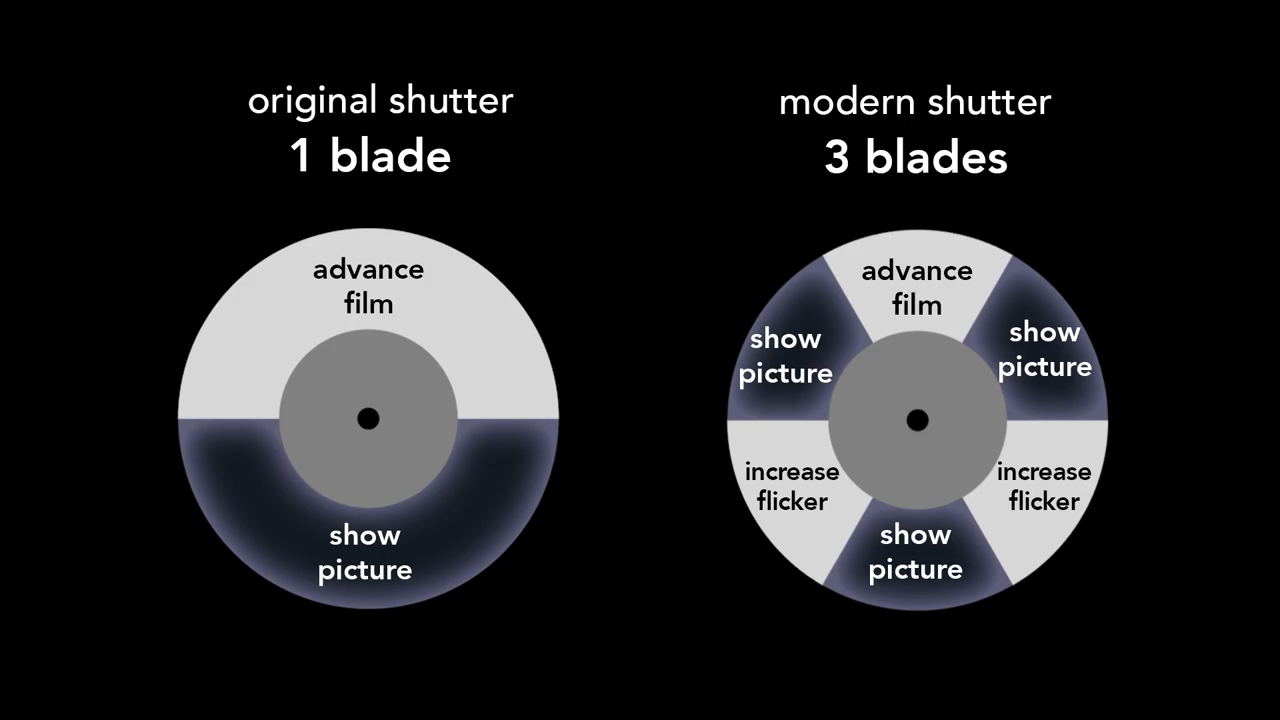 original shutter
1 blade
advance
film
show
picture
modern shutter
3 blades
advance
film
show
picture
show
picture
increase
flicker
increase
flicker
show
picture